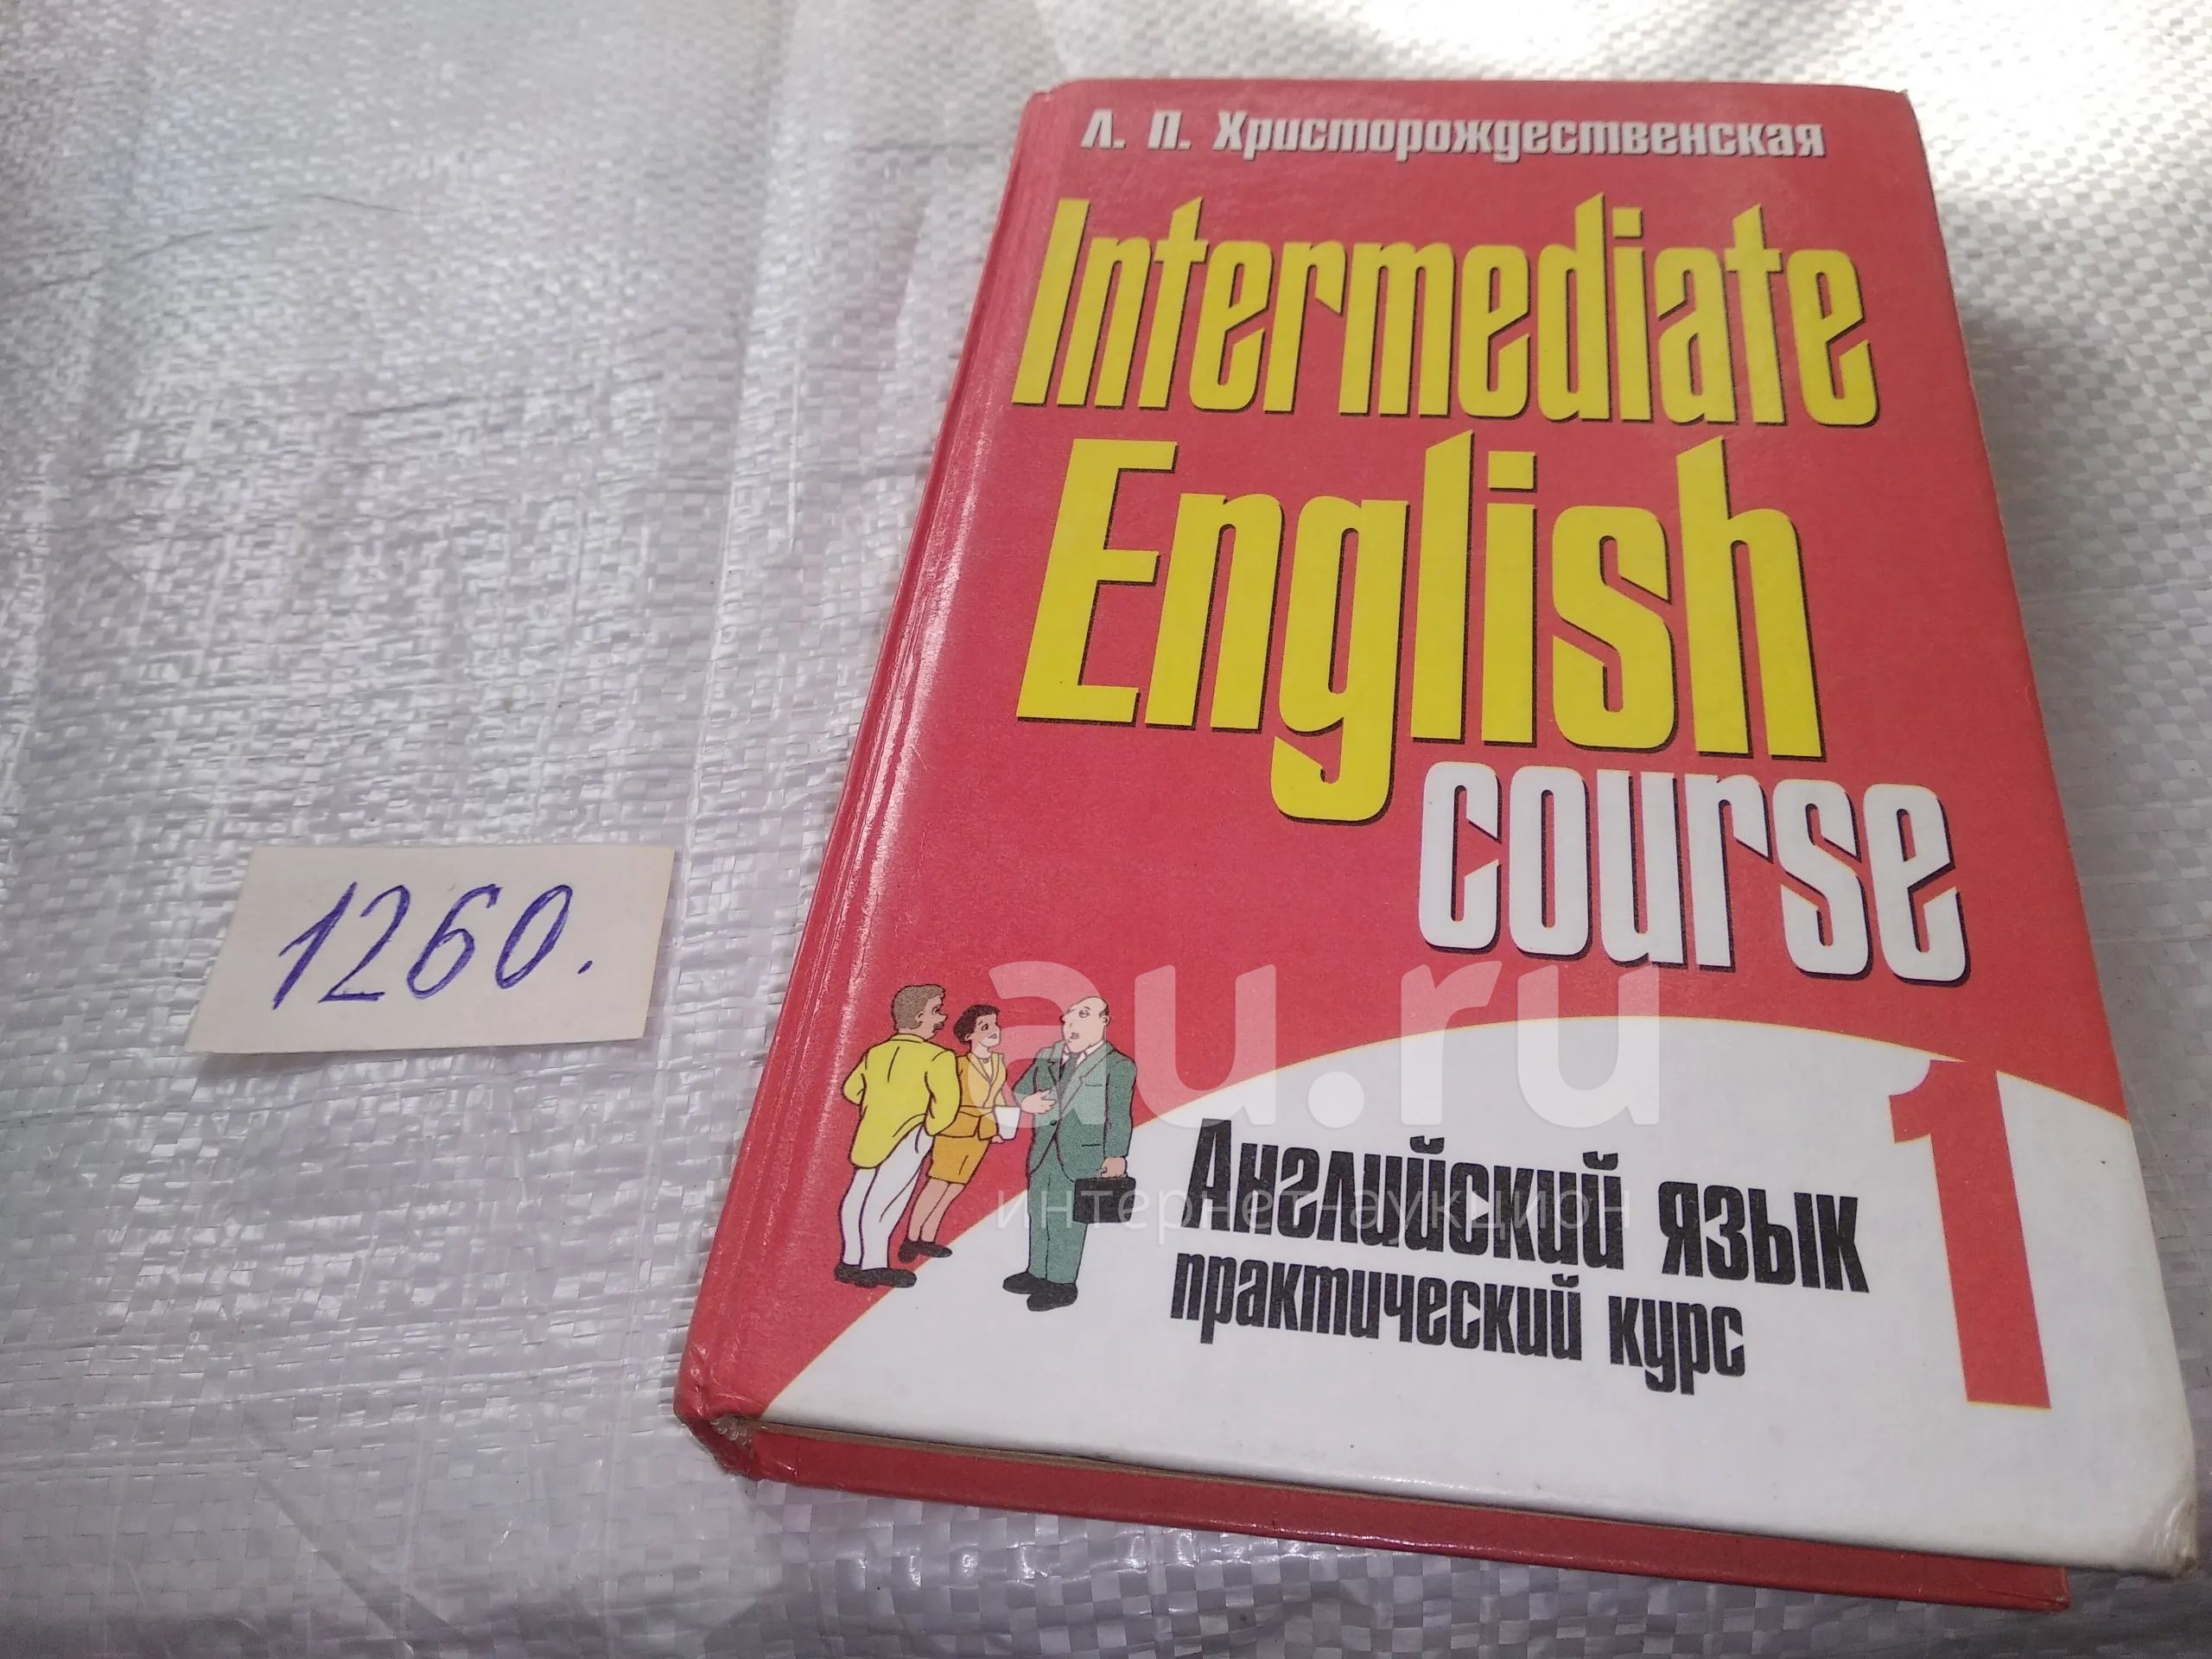 Л. П. Христорождественская
Intermediate
English
course
1260.
au.ru
интернет-аукцион
1
Английский язык
практический курс